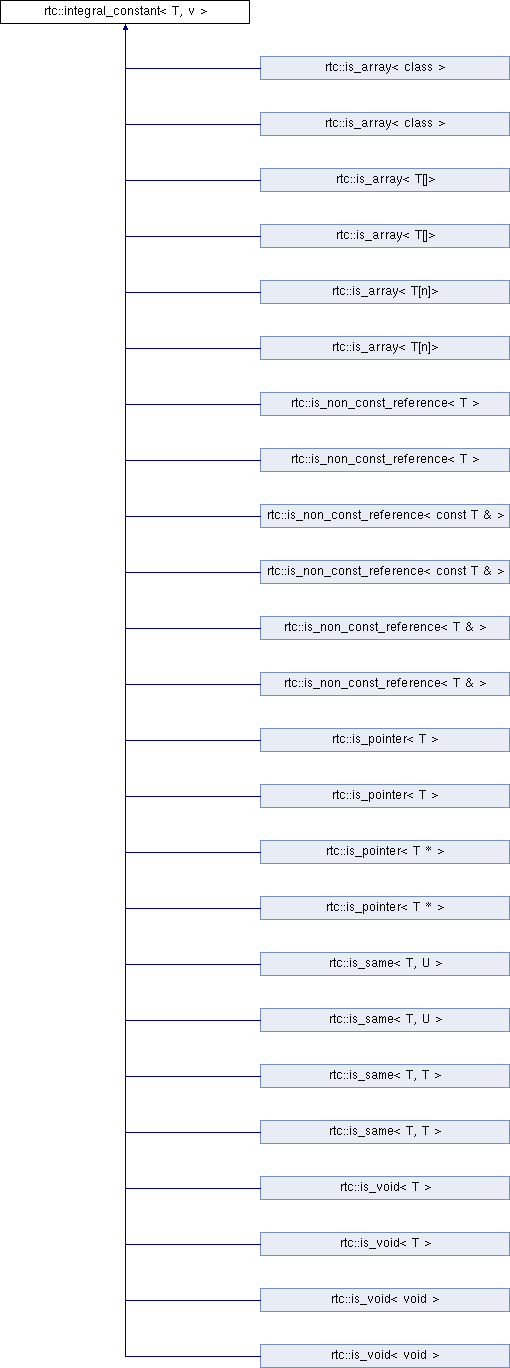 rtc::integral_constant< T, v >
rtc::is_array< class >
rtc::is_array< class >
rtc::is_array< T[]>
rtc::is_array< T[]>
rtc::is_array< T[n]>
rtc::is_array< T[n]>
rtc::is_non_const_reference< T >
rtc::is_non_const_reference< T >
rtc::is_non_const_reference< const T & >
rtc::is_non_const_reference< const T & >
rtc::is_non_const_reference< T & >
rtc::is_non_const_reference< T & >
rtc::is_pointer< T >
rtc::is_pointer< T >
rtc::is_pointer< T * >
rtc::is_pointer< T * >
rtc::is_same< T, U >
rtc::is_same< T, U >
rtc::is_same< T, T >
rtc::is_same< T, T >
rtc::is_void< T >
rtc::is_void< T >
rtc::is_void< void >
rtc::is_void< void >